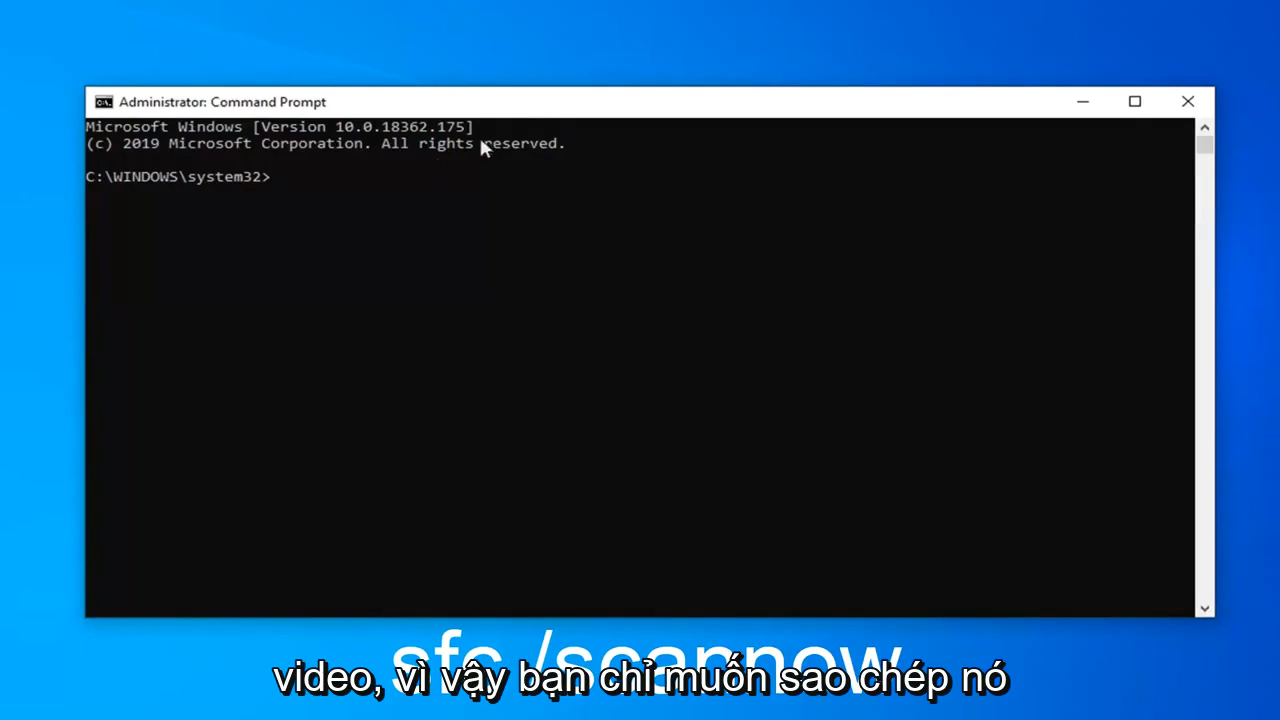 Administrator: Command Prompt
Microsoft Windows [Version 10.0.18362.175]
(c) 2019 Microsoft Corporation. All rights reserved.
C:\WINDOWS\system32>
sfc /scannow
video, vì vậy bạn chỉ muốn sao chép nó